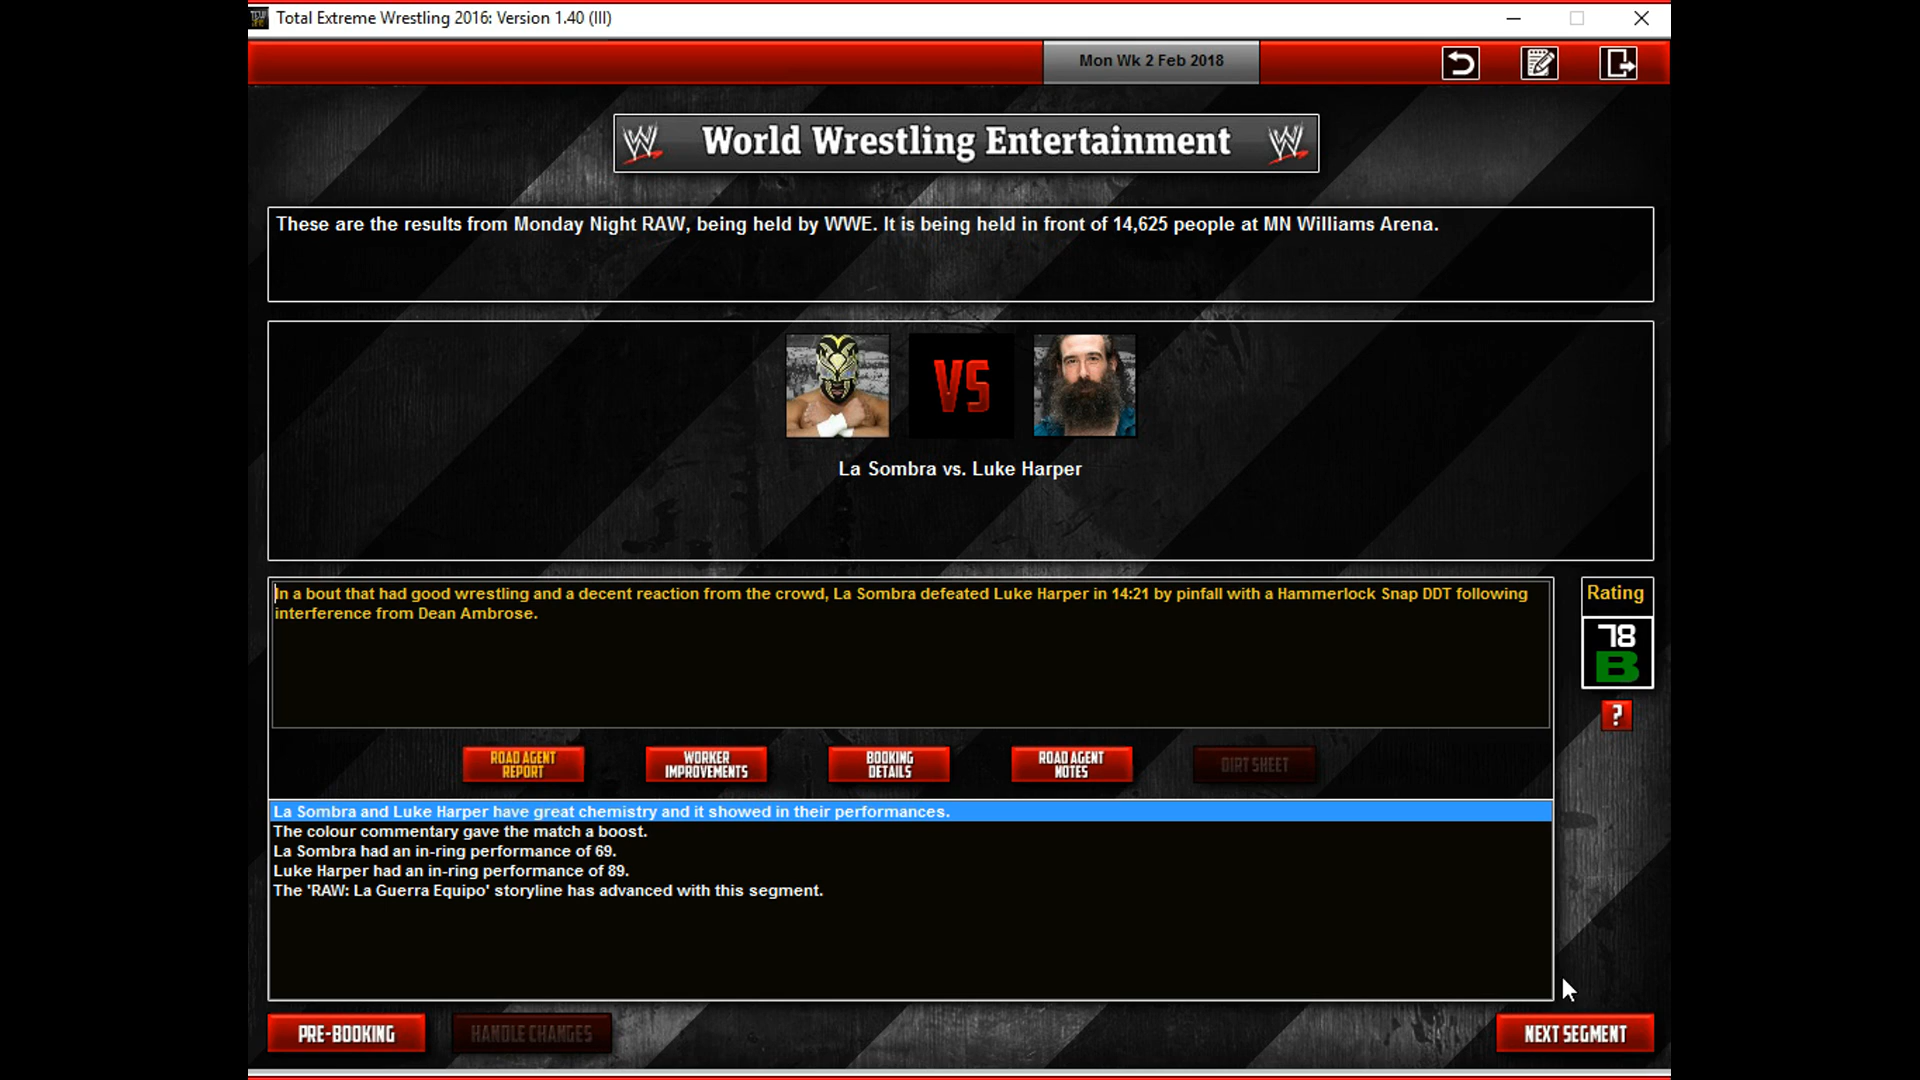 Total Extreme Wrestling 2016: Version 1.40 (III)
Mon Wk 2 Feb 2018
World Wrestling Entertainment
These are the results from Monday Night RAW, being held by WWE. It is being held in front of 14,625 people at MN Williams Arena.
VS
La Sombra vs. Luke Harper
In a bout that had good wrestling and a decent reaction from the crowd, La Sombra defeated Luke Harper in 14:21 by pinfall with a Hammerlock Snap DDT following
interference from Dean Ambrose.
Rating
78
B
?
ROAD AGENT
REPORT
WORKER
IMPROVEMENTS
BOOKING
DETAILS
ROAD AGENT
NOTES
DIRT SHEET
La Sombra and Luke Harper have great chemistry and it showed in their performances.
The colour commentary gave the match a boost.
La Sombra had an in-ring performance of 69.
Luke Harper had an in-ring performance of 89.
The 'RAW: La Guerra Equipo' storyline has advanced with this segment.
PRE-BOOKING
HANDLE CHANGES
NEXT SEGMENT